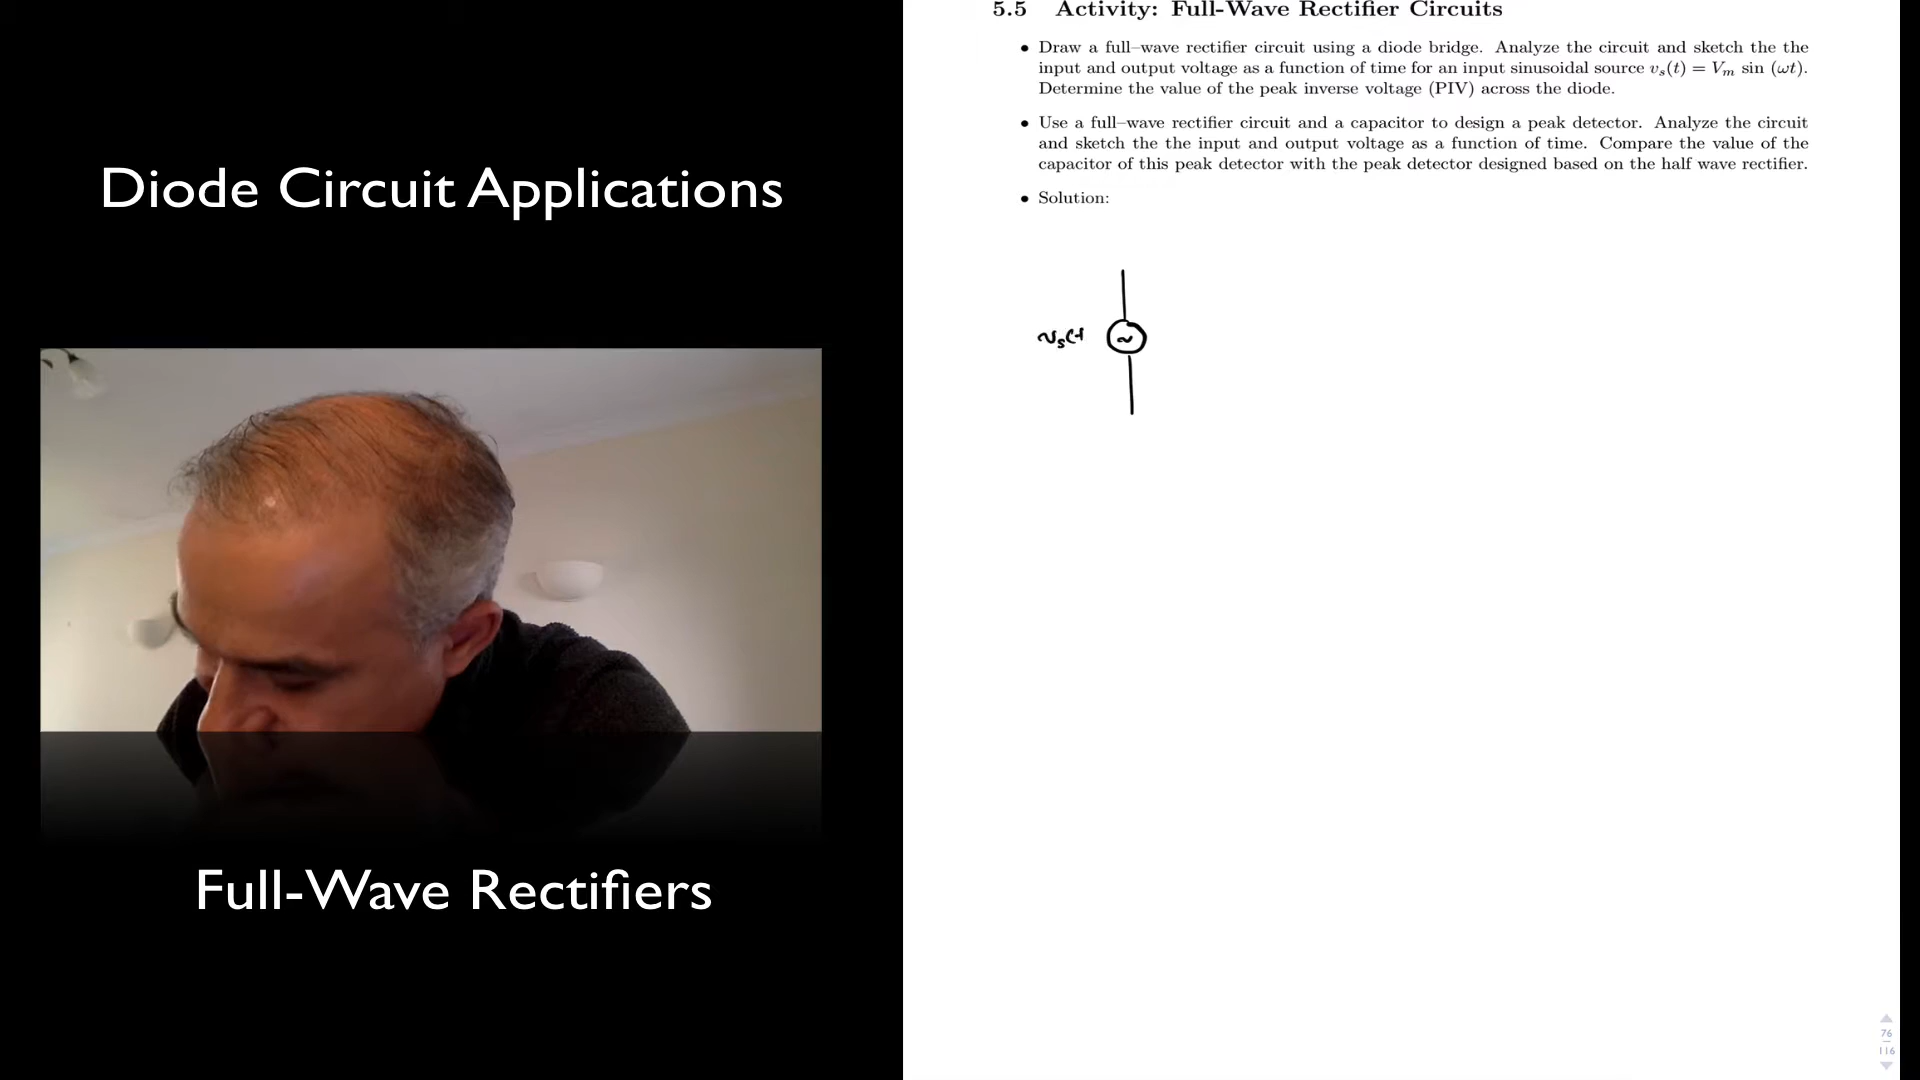 Diode Circuit Applications
Full-Wave Rectifiers
5.5 Activity: Full-Wave Rectifier Circuits
• Draw a full–wave rectifier circuit using a diode bridge. Analyze the circuit and sketch the the
input and output voltage as a function of time for an input sinusoidal source vₛ(t) = Vₘ sin (ωt).
Determine the value of the peak inverse voltage (PIV) across the diode.
• Use a full–wave rectifier circuit and a capacitor to design a peak detector. Analyze the circuit
and sketch the the input and output voltage as a function of time. Compare the value of the
capacitor of this peak detector with the peak detector designed based on the half wave rectifier.
• Solution:
vₛ(t
~
76
116